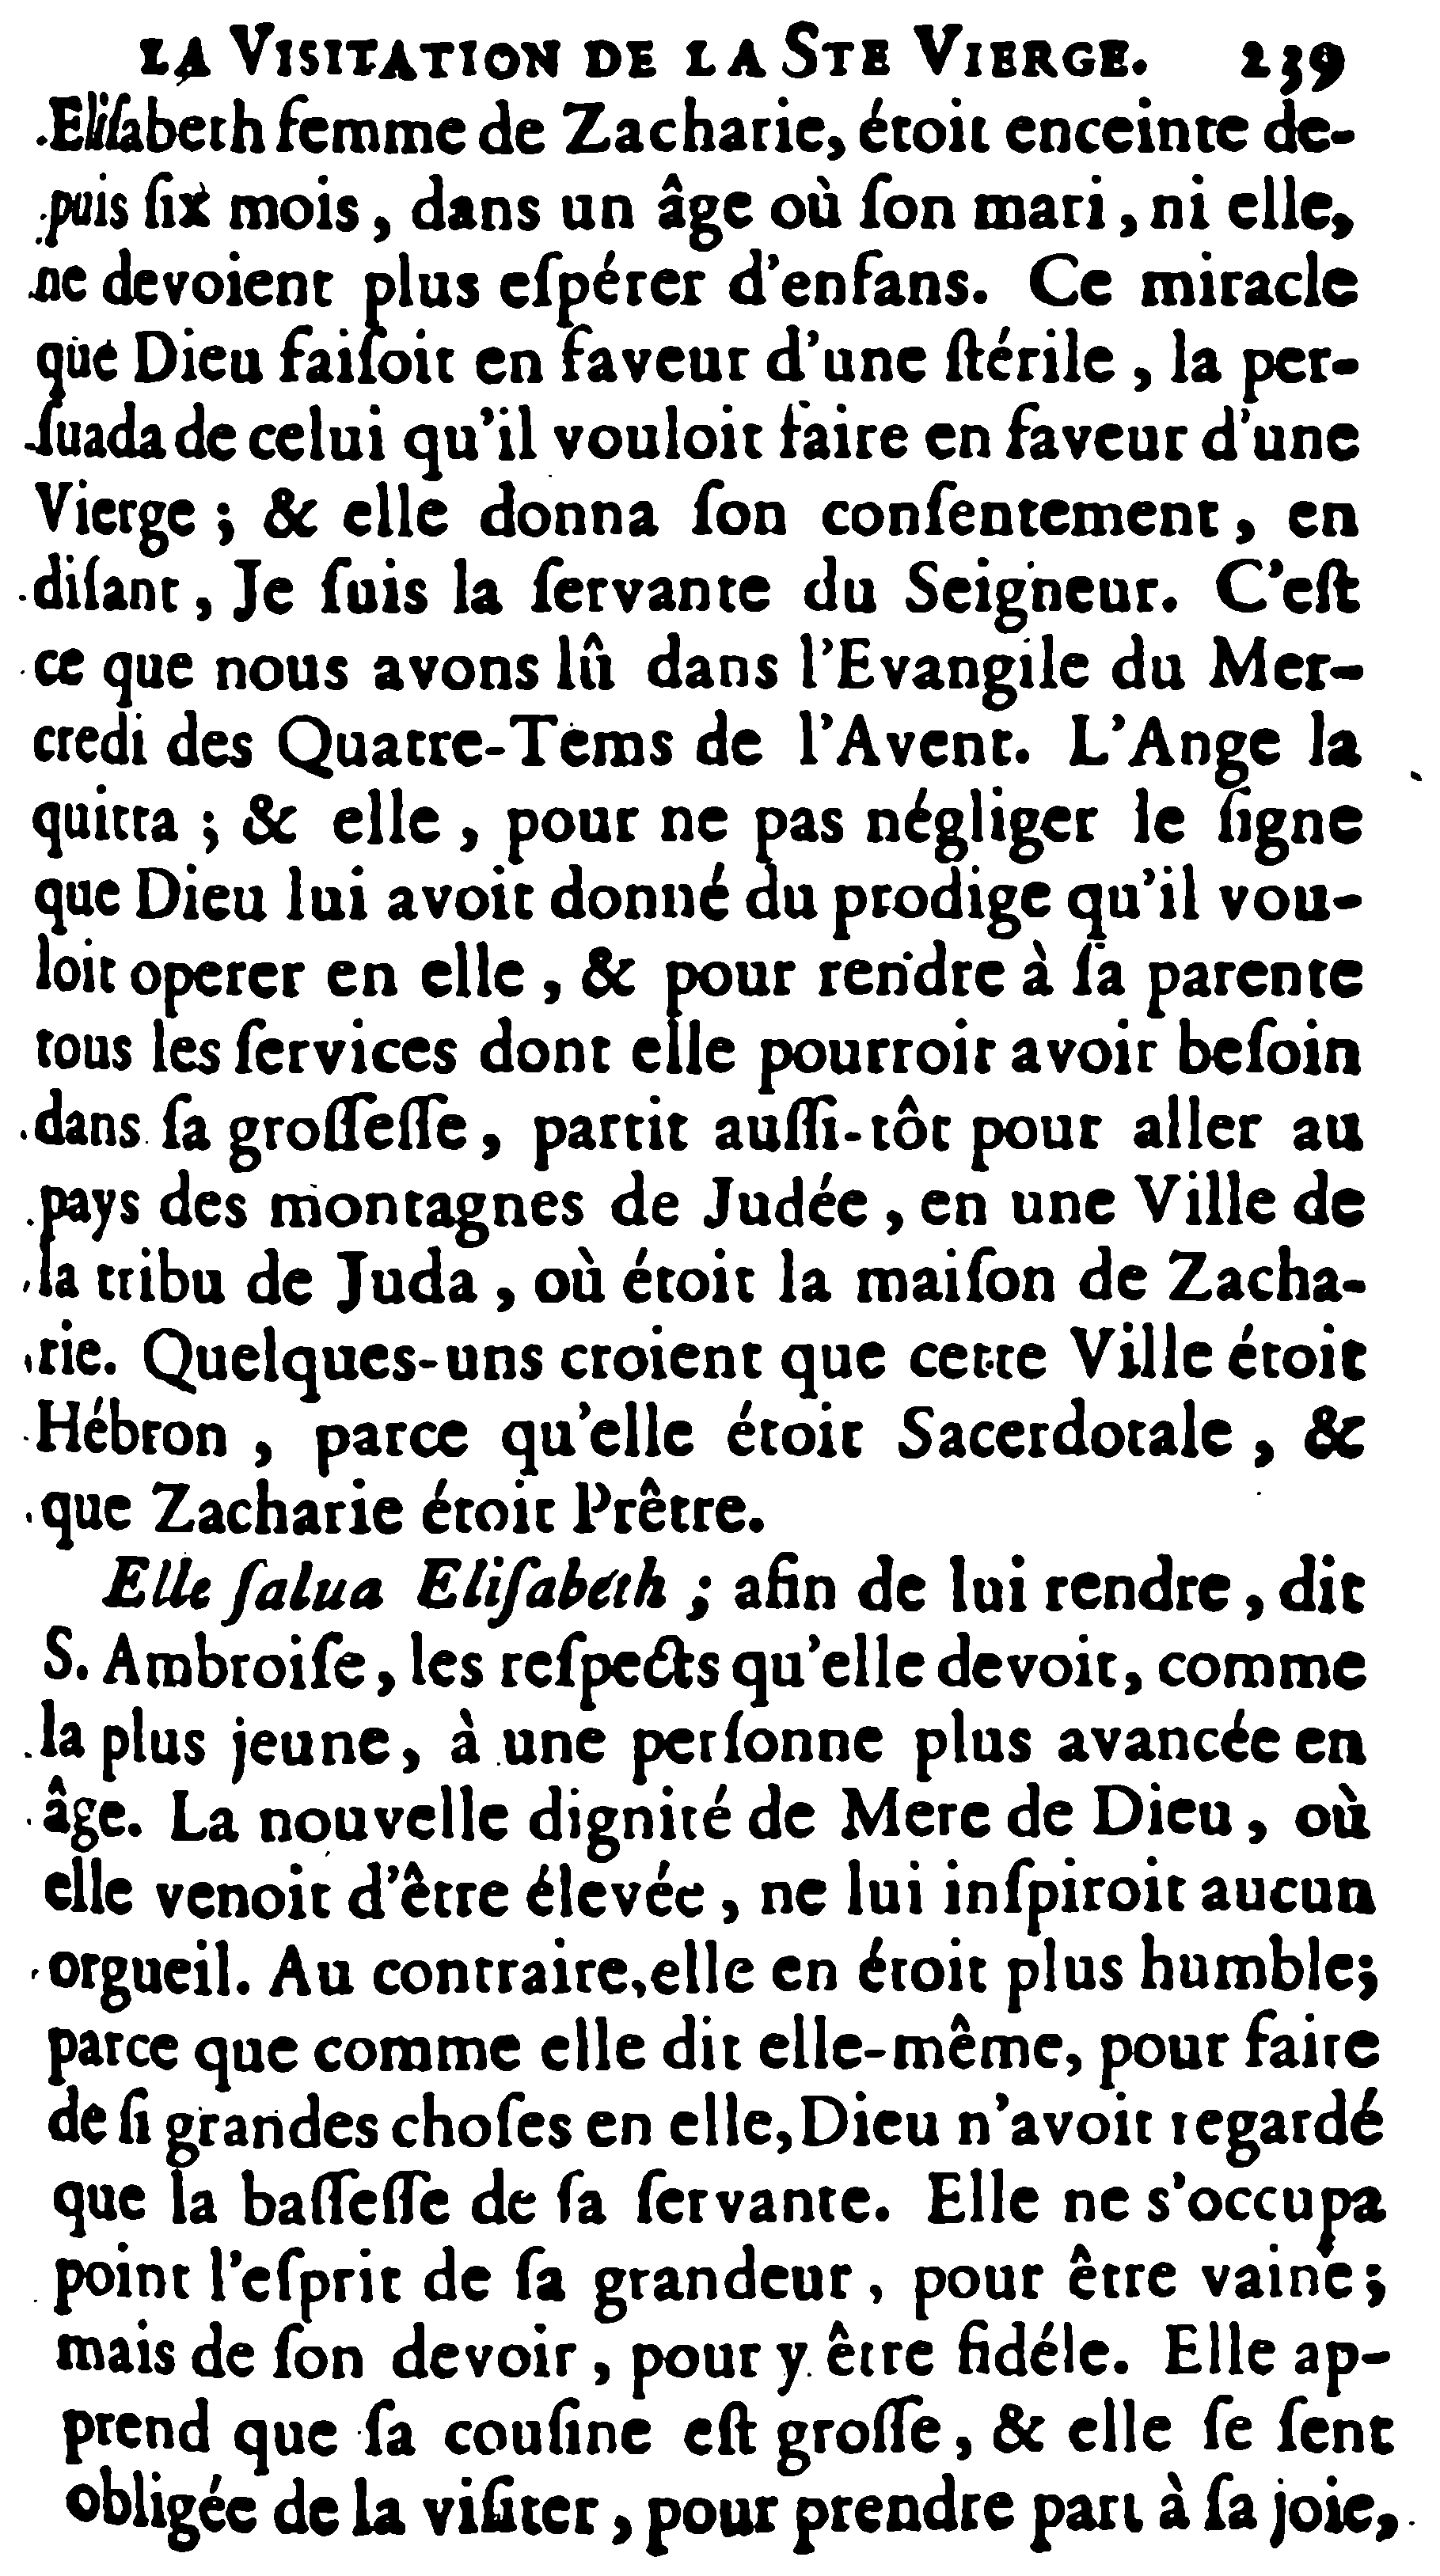 LA VISITATION DE LA STE VIERGE. 239
Eliſabeth femme de Zacharie, étoit enceinte de-
puis ſix mois, dans un âge où ſon mari, ni elle,
ne devoient plus eſpérer d'enfans. Ce miracle
que Dieu faiſoit en faveur d'une ſtérile, la per-
ſuada de celui qu'il vouloit faire en faveur d'une
Vierge; & elle donna ſon conſentement, en
diſant, Je ſuis la ſervante du Seigneur. C'eſt
ce que nous avons lû dans l'Evangile du Mer-
credi des Quatre-Tems de l'Avent. L'Ange la
quitta; & elle, pour ne pas négliger le ſigne
que Dieu lui avoit donné du prodige qu'il vou-
loit operer en elle, & pour rendre à ſa parente
tous les ſervices dont elle pourroit avoir beſoin
dans ſa groſſeſſe, partit auſſi-tôt pour aller au
pays des montagnes de Judée, en une Ville de
la tribu de Juda, où étoit la maiſon de Zacha-
rie. Quelques-uns croient que cette Ville étoit
Hébron, parce qu'elle étoit Sacerdotale, &
que Zacharie étoit Prêtre.
Elle ſalua Eliſabeth; afin de lui rendre, dit
S. Ambroiſe, les reſpects qu'elle devoit, comme
la plus jeune, à une perſonne plus avancée en
âge. La nouvelle dignité de Mere de Dieu, où
elle venoit d'être élevée, ne lui inſpiroit aucun
orgueil. Au contraire, elle en étoit plus humble;
parce que comme elle dit elle-même, pour faire
de ſi grandes choſes en elle, Dieu n'avoit regardé
que la baſſeſſe de ſa ſervante. Elle ne s'occupa
point l'eſprit de ſa grandeur, pour être vaine;
mais de ſon devoir, pour y être fidéle. Elle ap-
prend que ſa couſine eſt groſſe, & elle ſe ſent
obligée de la viſiter, pour prendre part à ſa joie,